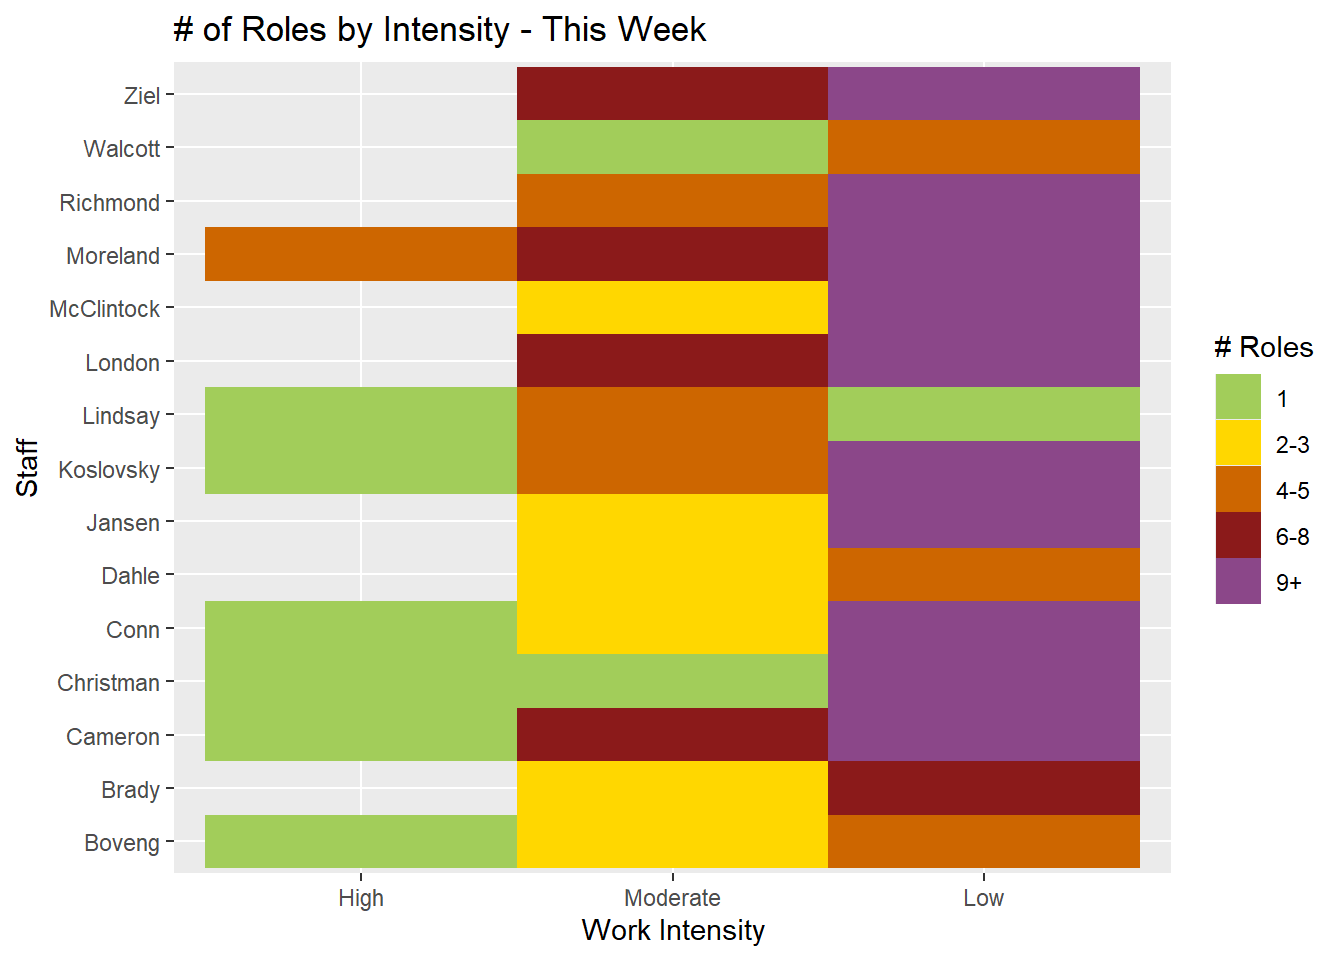 # of Roles by Intensity - This Week
Ziel
Walcott
Richmond
Moreland
McClintock
London
Lindsay
Koslovsky
Jansen
Dahle
Conn
Christman
Cameron
Brady
Boveng
Staff
High
Moderate
Low
Work Intensity
# Roles
1
2-3
4-5
6-8
9+